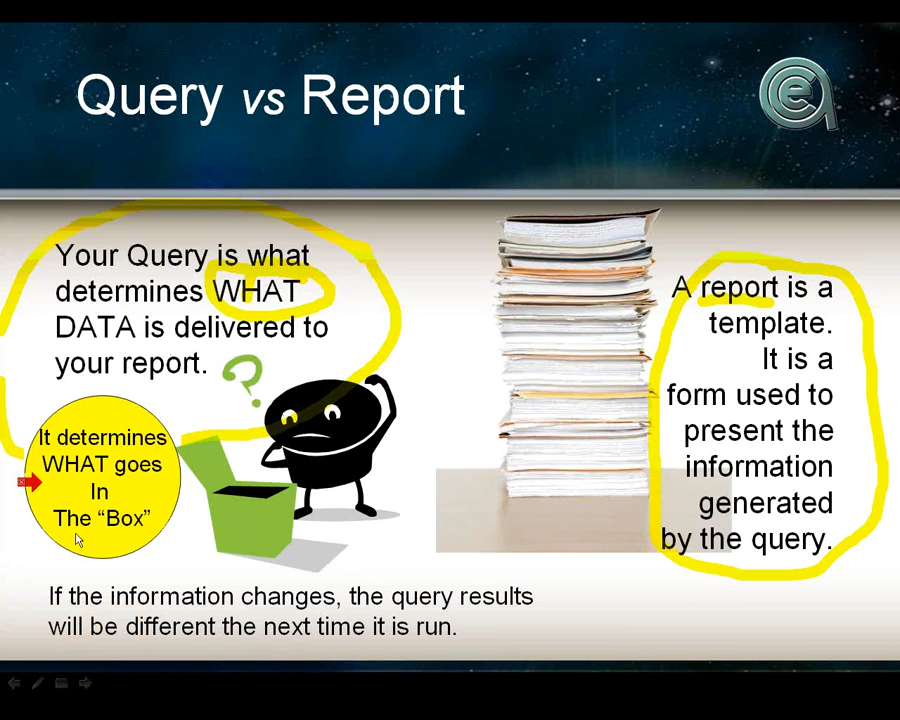 Query vs Report
Your Query is what
determines WHAT
DATA is delivered to
your report.
?
It determines
WHAT goes
In
The “Box”
A report is a
template.
It is a
form used to
present the
information
generated
by the query.
If the information changes, the query results
will be different the next time it is run.